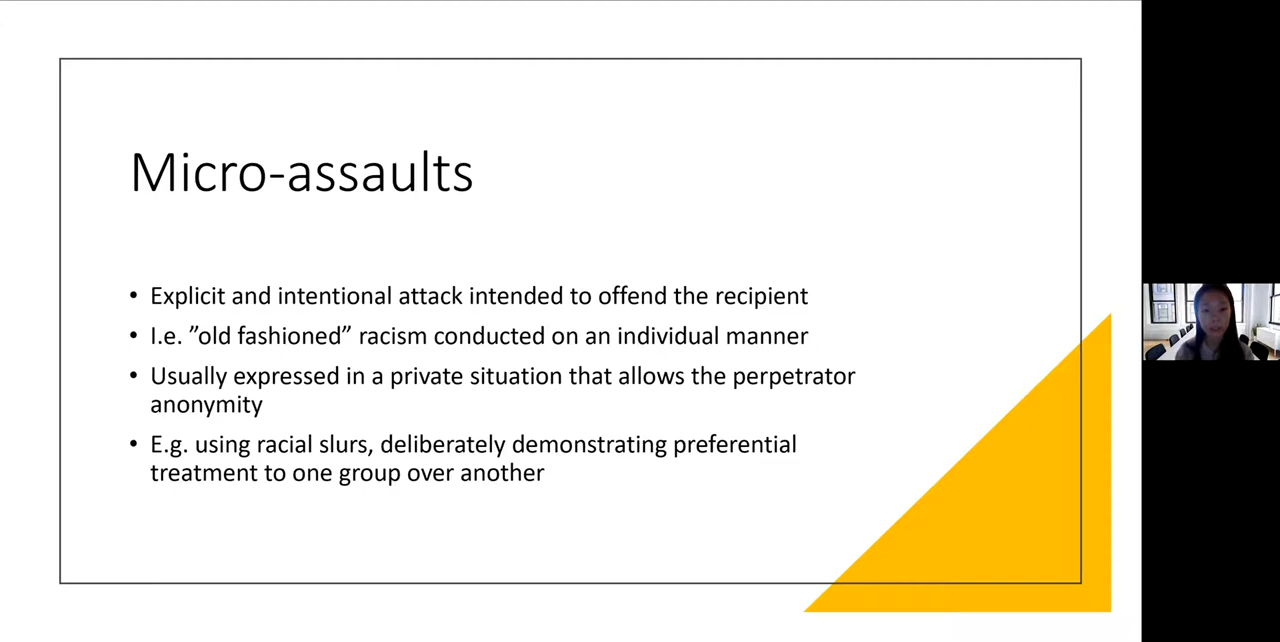 Micro-assaults
• Explicit and intentional attack intended to offend the recipient
• I.e. ”old fashioned” racism conducted on an individual manner
• Usually expressed in a private situation that allows the perpetrator
anonymity
• E.g. using racial slurs, deliberately demonstrating preferential
treatment to one group over another